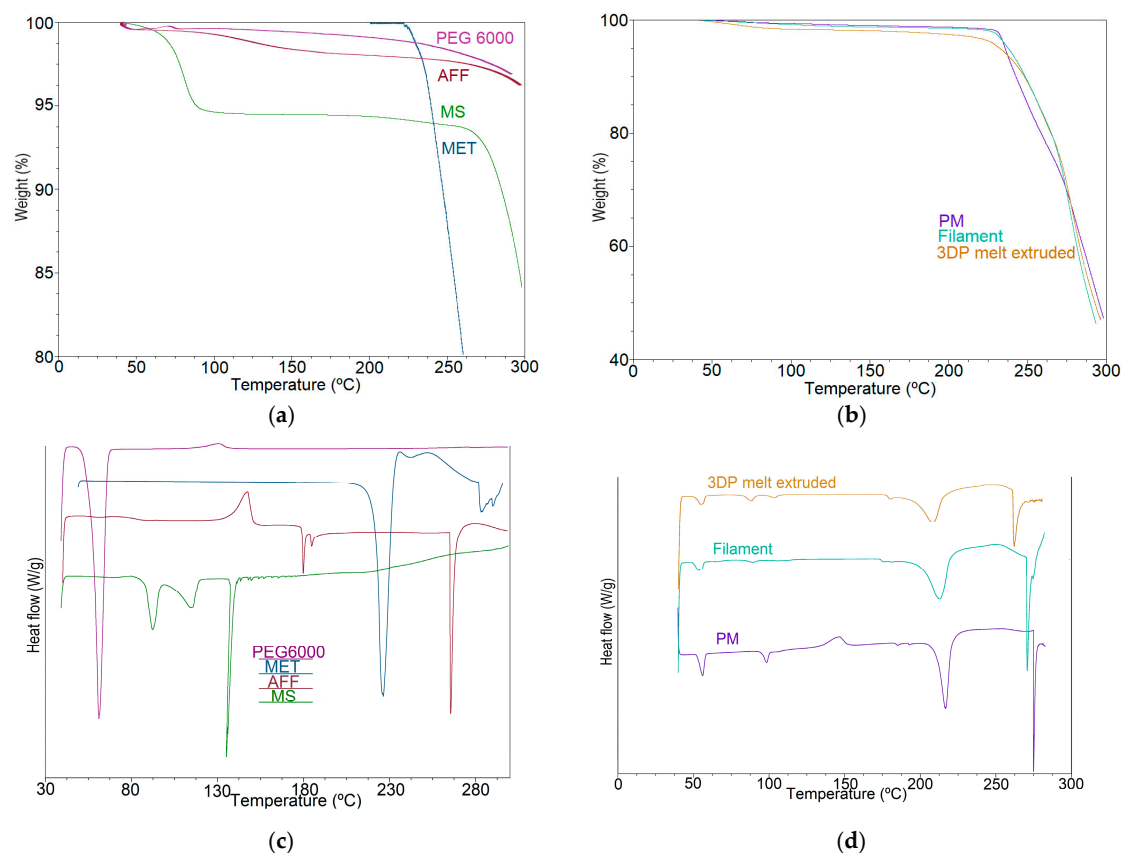 100
PEG 6000
AFF
95
MS
MET
Weight (%)
90
85
80
0 50 100 150 200 250 300
Temperature (ºC)
(a)
100
80
Weight (%)
PM
Filament
3DP melt extruded
60
40
0 50 100 150 200 250 300
Temperature (ºC)
(b)
Heat flow (W/g)
PEG6000
MET
AFF
MS
30 80 130 180 230 280
Temperature (ºC)
(c)
3DP melt extruded
Filament
Heat flow (W/g)
PM
0 50 100 150 200 250 300
Temperature (ºC)
(d)